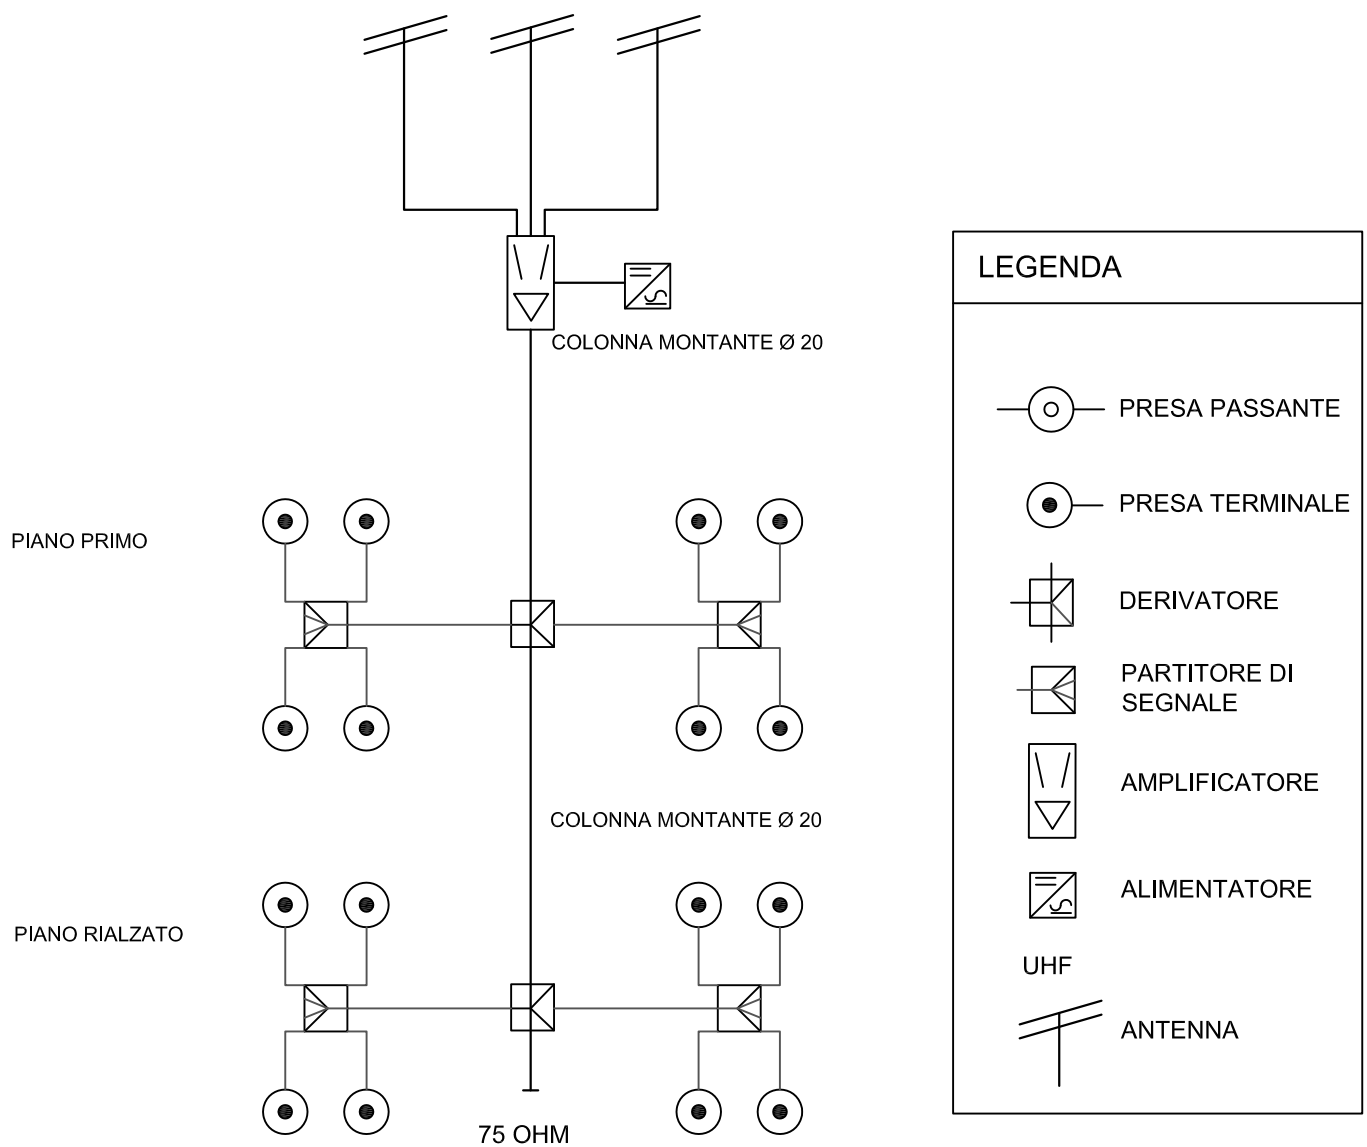 COLONNA MONTANTE Ø 20
PIANO PRIMO
COLONNA MONTANTE Ø 20
PIANO RIALZATO
75 OHM
LEGENDA
PRESA PASSANTE
PRESA TERMINALE
DERIVATORE
PARTITORE DI
SEGNALE
AMPLIFICATORE
ALIMENTATORE
UHF
ANTENNA